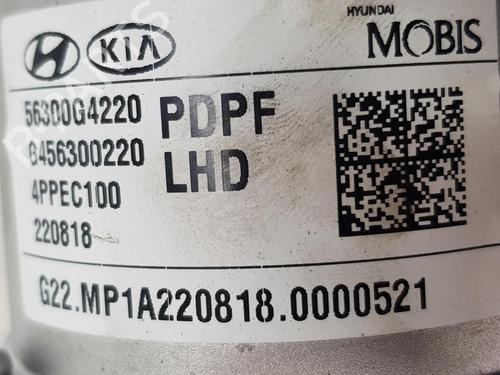 HYUNDAI
KIA MOBIS
56300G4220 PDPF
G456300220 LHD
4PPEC100
220818
G22.MP1A220818.0000521